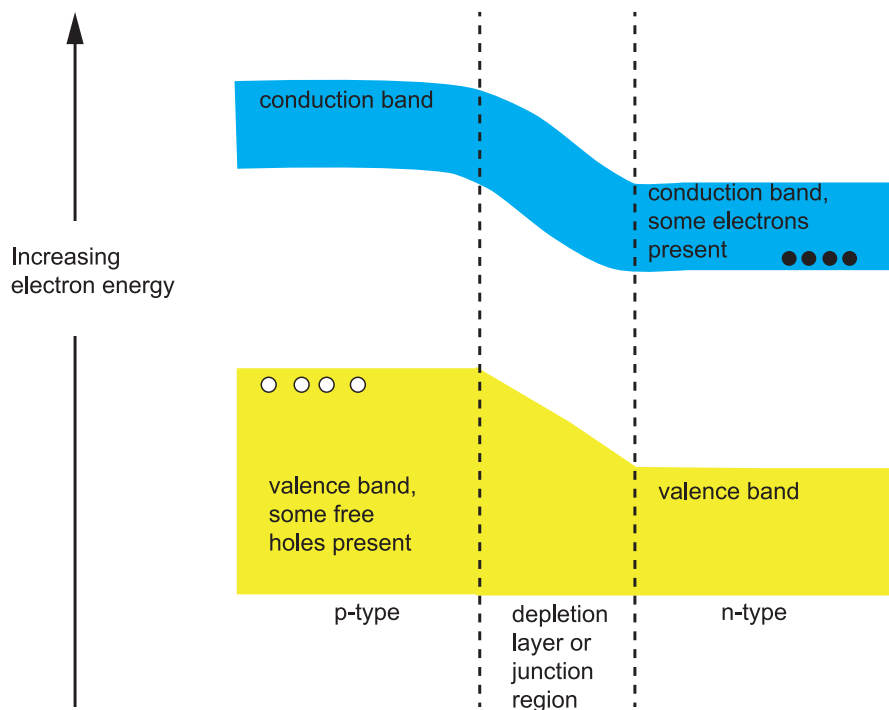 conduction band
conduction band,
some electrons
present
Increasing
electron energy
valence band,
some free
holes present
valence band
p-type
depletion
layer or
junction
region
n-type